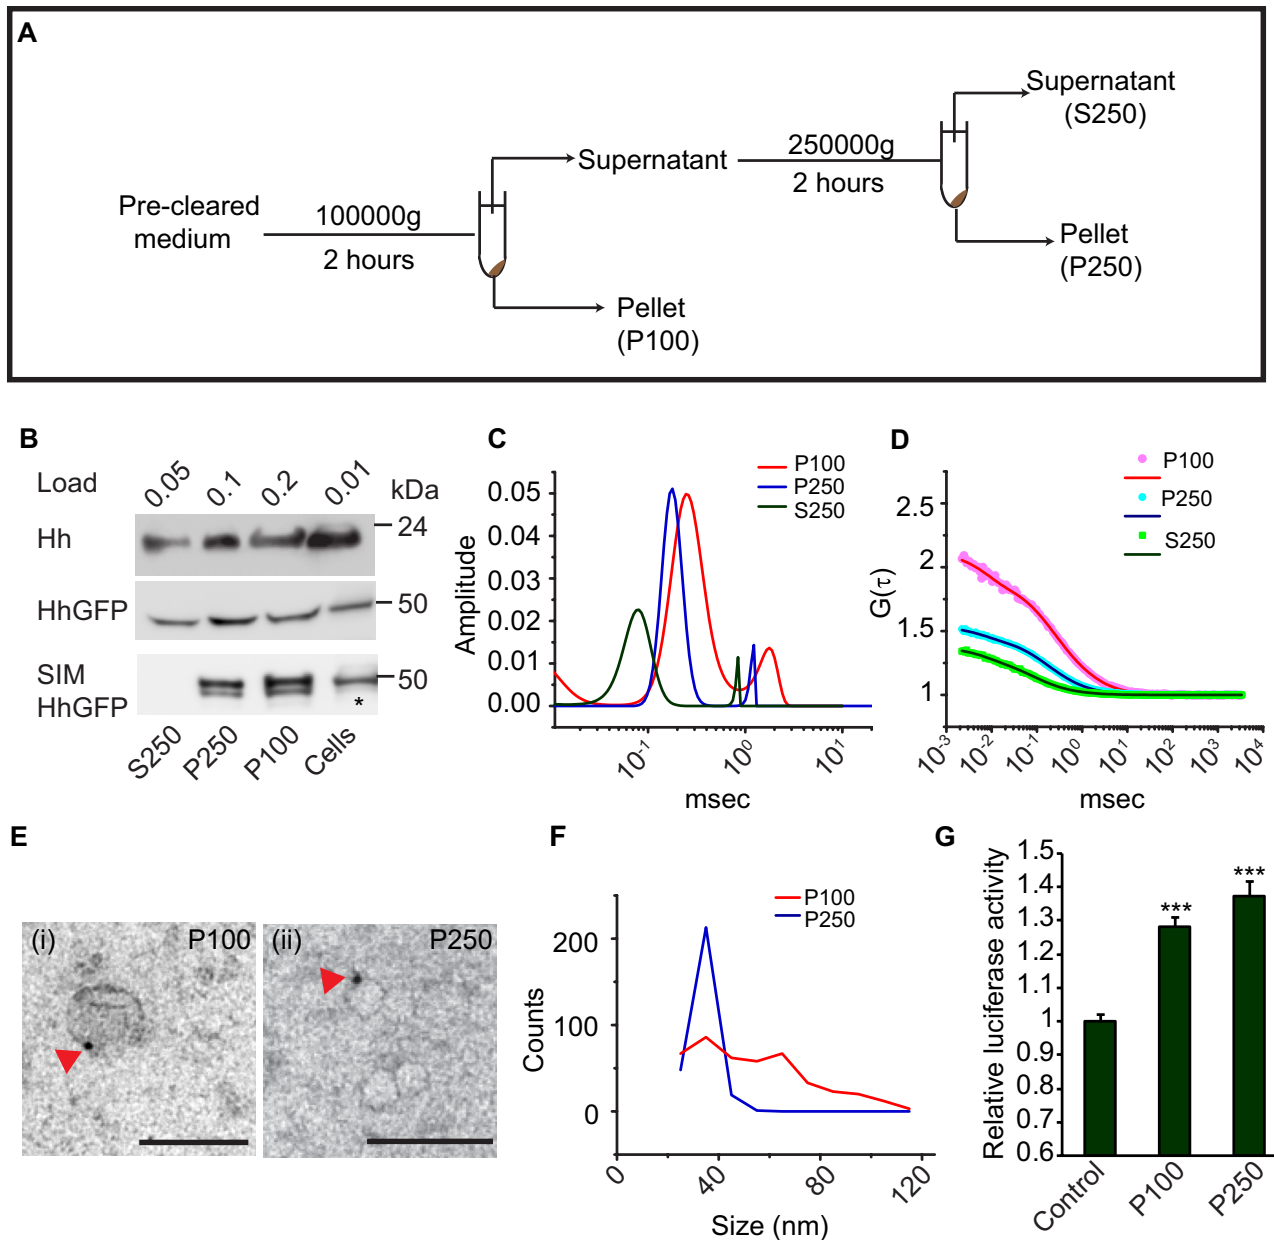 A
Pre-cleared
medium
100000g
2 hours
Supernatant
Pellet
(P100)
250000g
2 hours
Supernatant
(S250)
Pellet
(P250)
B
Load
0.05
0.1
0.2
0.01
kDa
Hh
24
HhGFP
50
SIM
HhGFP
50
*
S250
P250
P100
Cells
C
P100
P250
S250
Amplitude
0.05
0.04
0.03
0.02
0.01
0.00
10-1
100
101
msec
D
P100
P250
S250
G(τ)
2.5
2
1.5
1
10-3
10-2
10-1
100
101
102
103
104
msec
E
(i)
P100
(ii)
P250
F
P100
P250
Counts
200
100
0
0
40
80
120
Size (nm)
G
Relative luciferase activity
1.5
1.4
1.3
1.2
1.1
1
0.9
0.8
0.7
0.6
***
***
Control
P100
P250